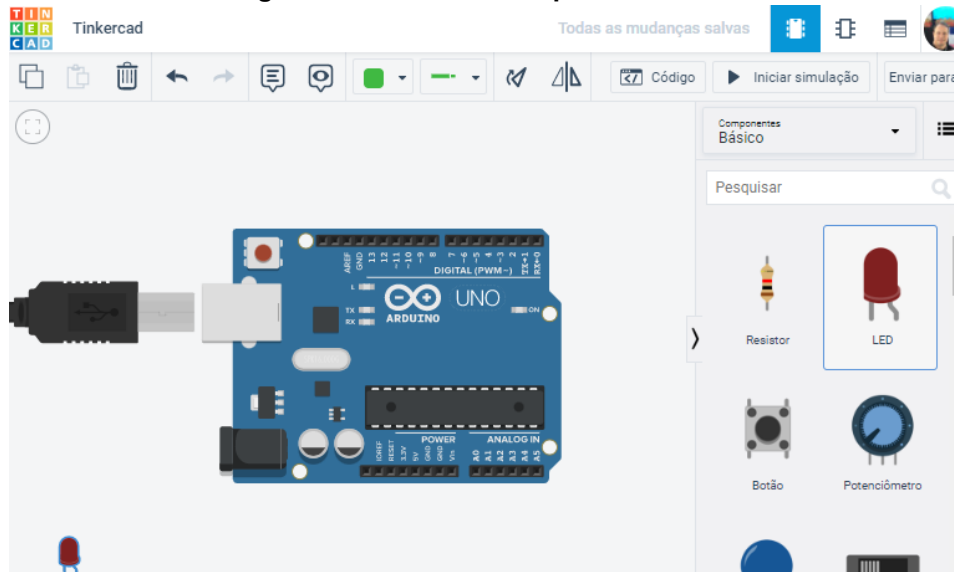 TIN
KER
CAD
Tinkercad
Todas as mudanças salvas
Código
Iniciar simulação
Enviar para
Componentes
Básico
Pesquisar
AREF
GND
13
12
~11
~10
~9
8
7
~6
~5
4
~3
2
TX→1
RX←0
DIGITAL (PWM~)
L
TX
RX
UNO
ARDUINO
ON
Resistor
LED
IOREF
RESET
3.3V
5V
GND
GND
Vin
POWER
ANALOG IN
A0
A1
A2
A3
A4
A5
Botão
Potenciômetro